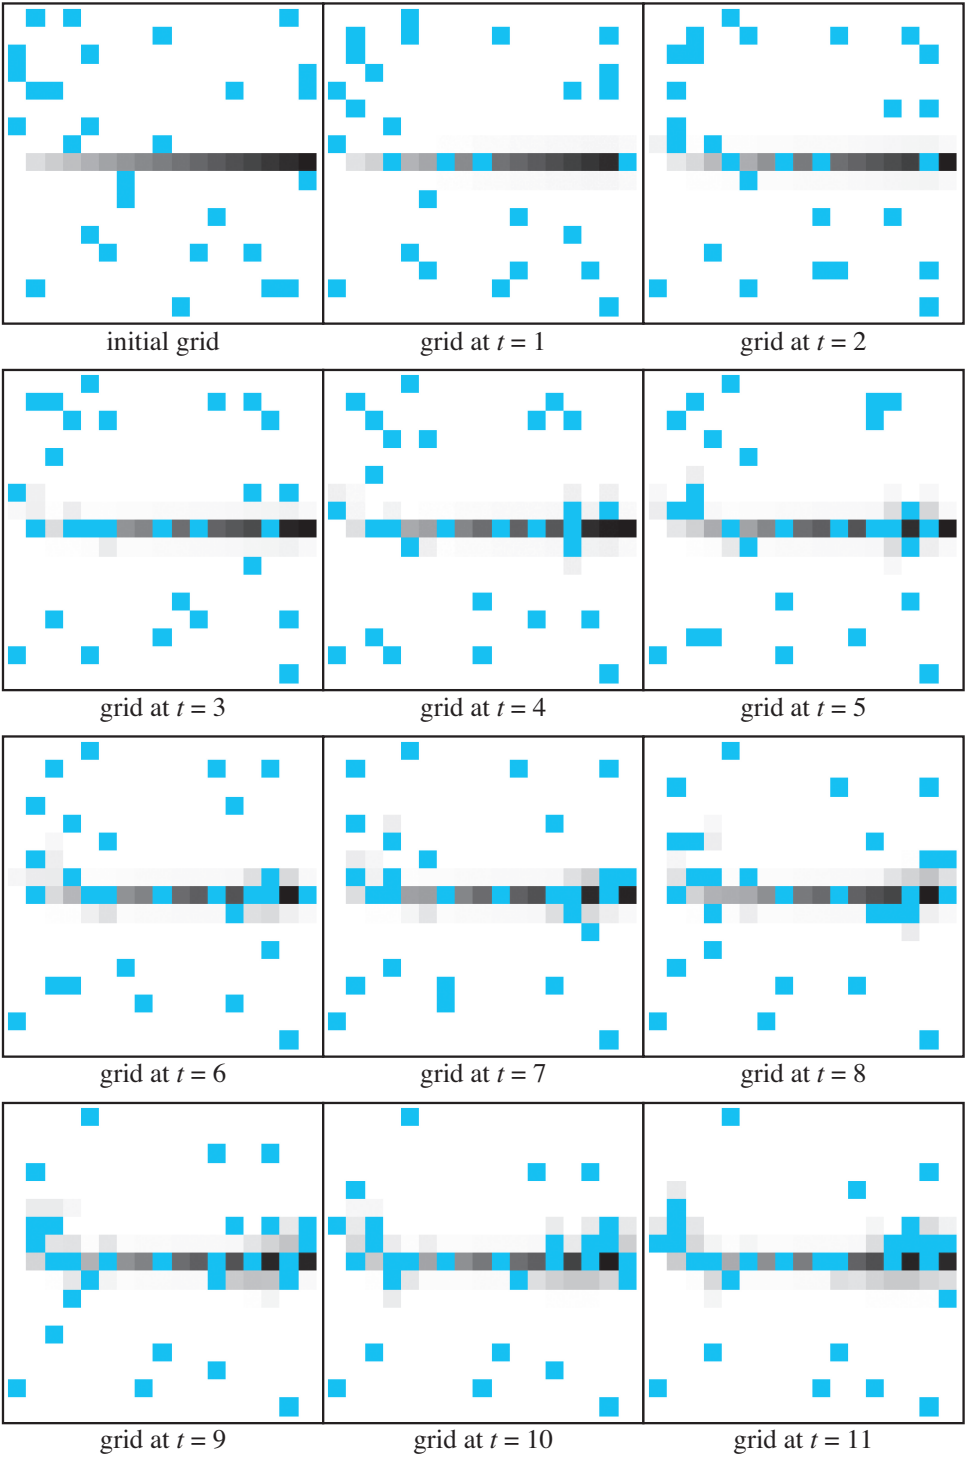 initial grid
grid at t = 1
grid at t = 2
grid at t = 3
grid at t = 4
grid at t = 5
grid at t = 6
grid at t = 7
grid at t = 8
grid at t = 9
grid at t = 10
grid at t = 11